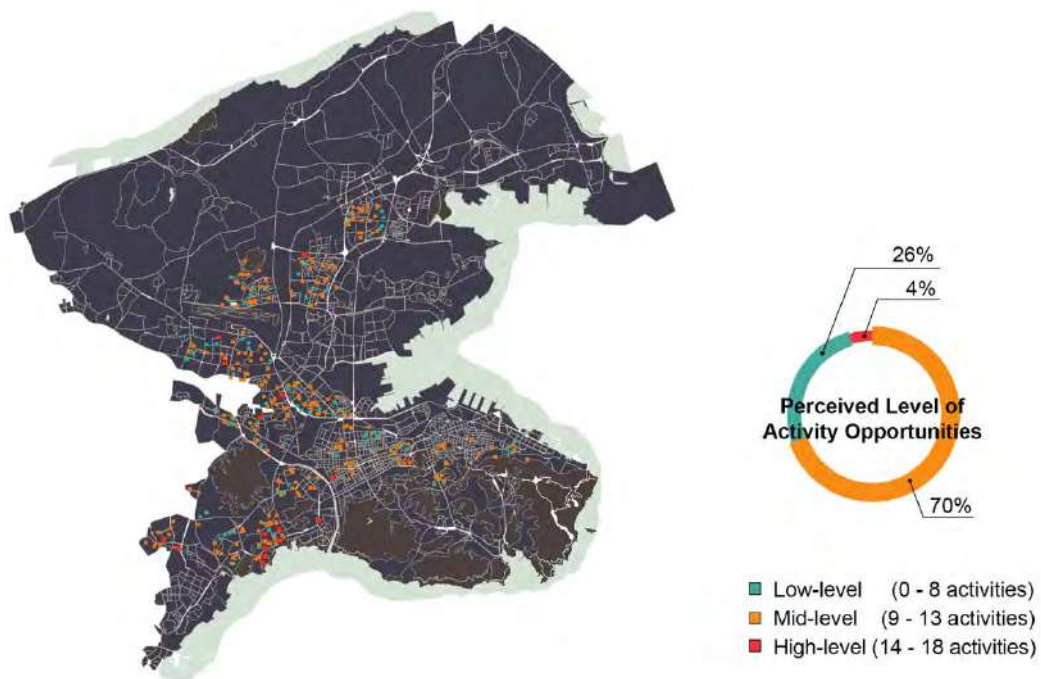 26%
4%
Perceived Level of
Activity Opportunities
70%
Low-level (0 - 8 activities)
Mid-level (9 - 13 activities)
High-level (14 - 18 activities)